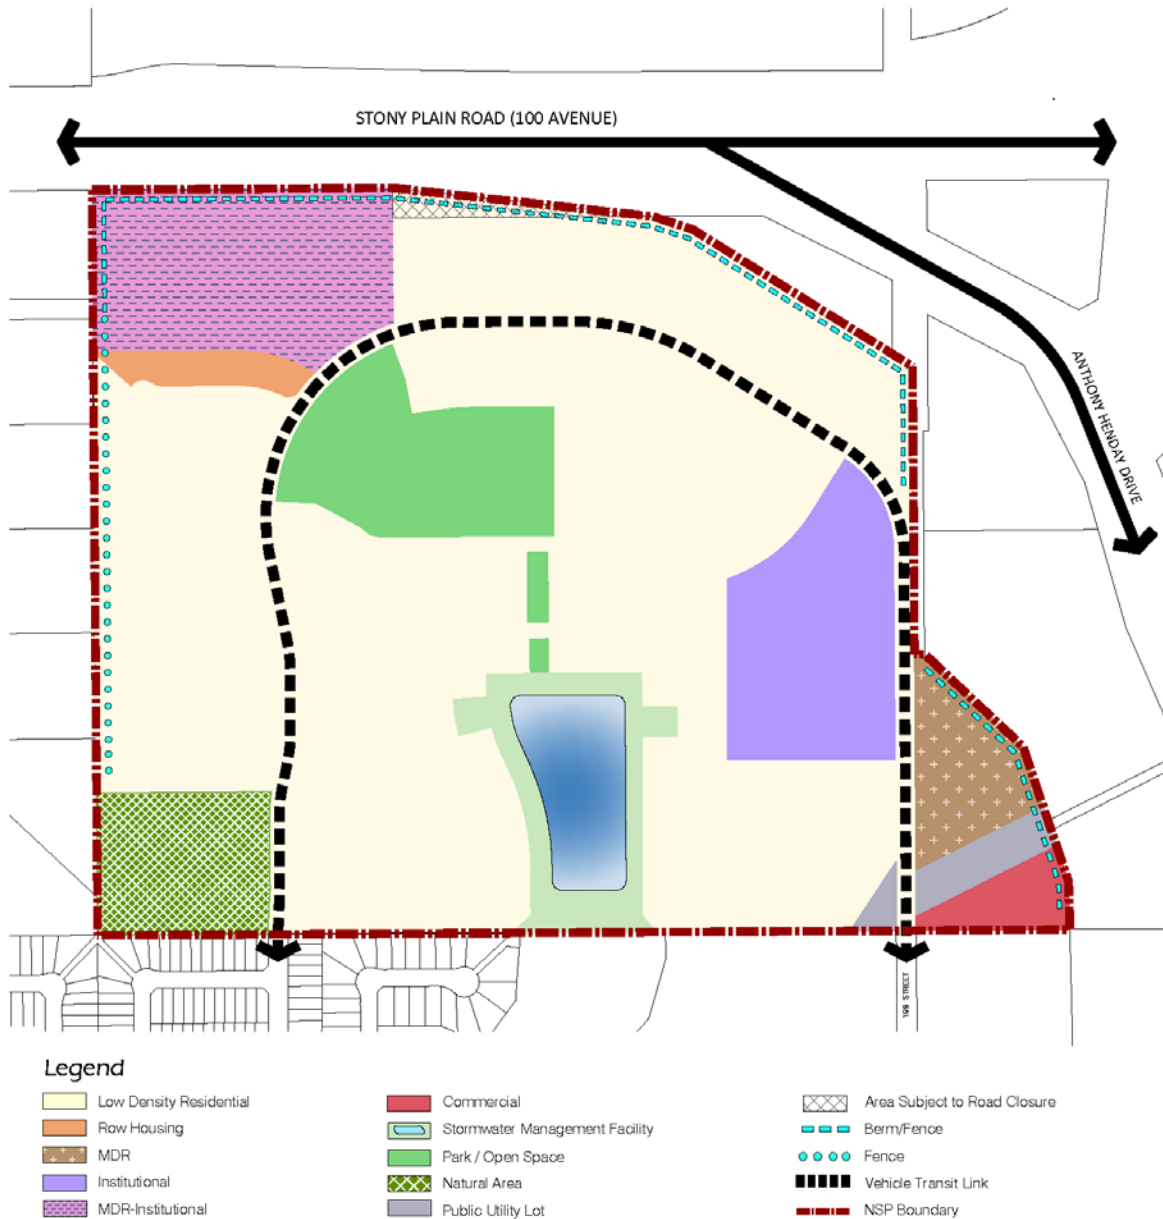 STONY PLAIN ROAD (100 AVENUE)
ANTHONY HENDAY DRIVE
199 STREET
Legend
Low Density Residential
Row Housing
MDR
Institutional
MDR-Institutional
Commercial
Stormwater Management Facility
Park / Open Space
Natural Area
Public Utility Lot
Area Subject to Road Closure
Berm/Fence
Fence
Vehicle Transit Link
NSP Boundary